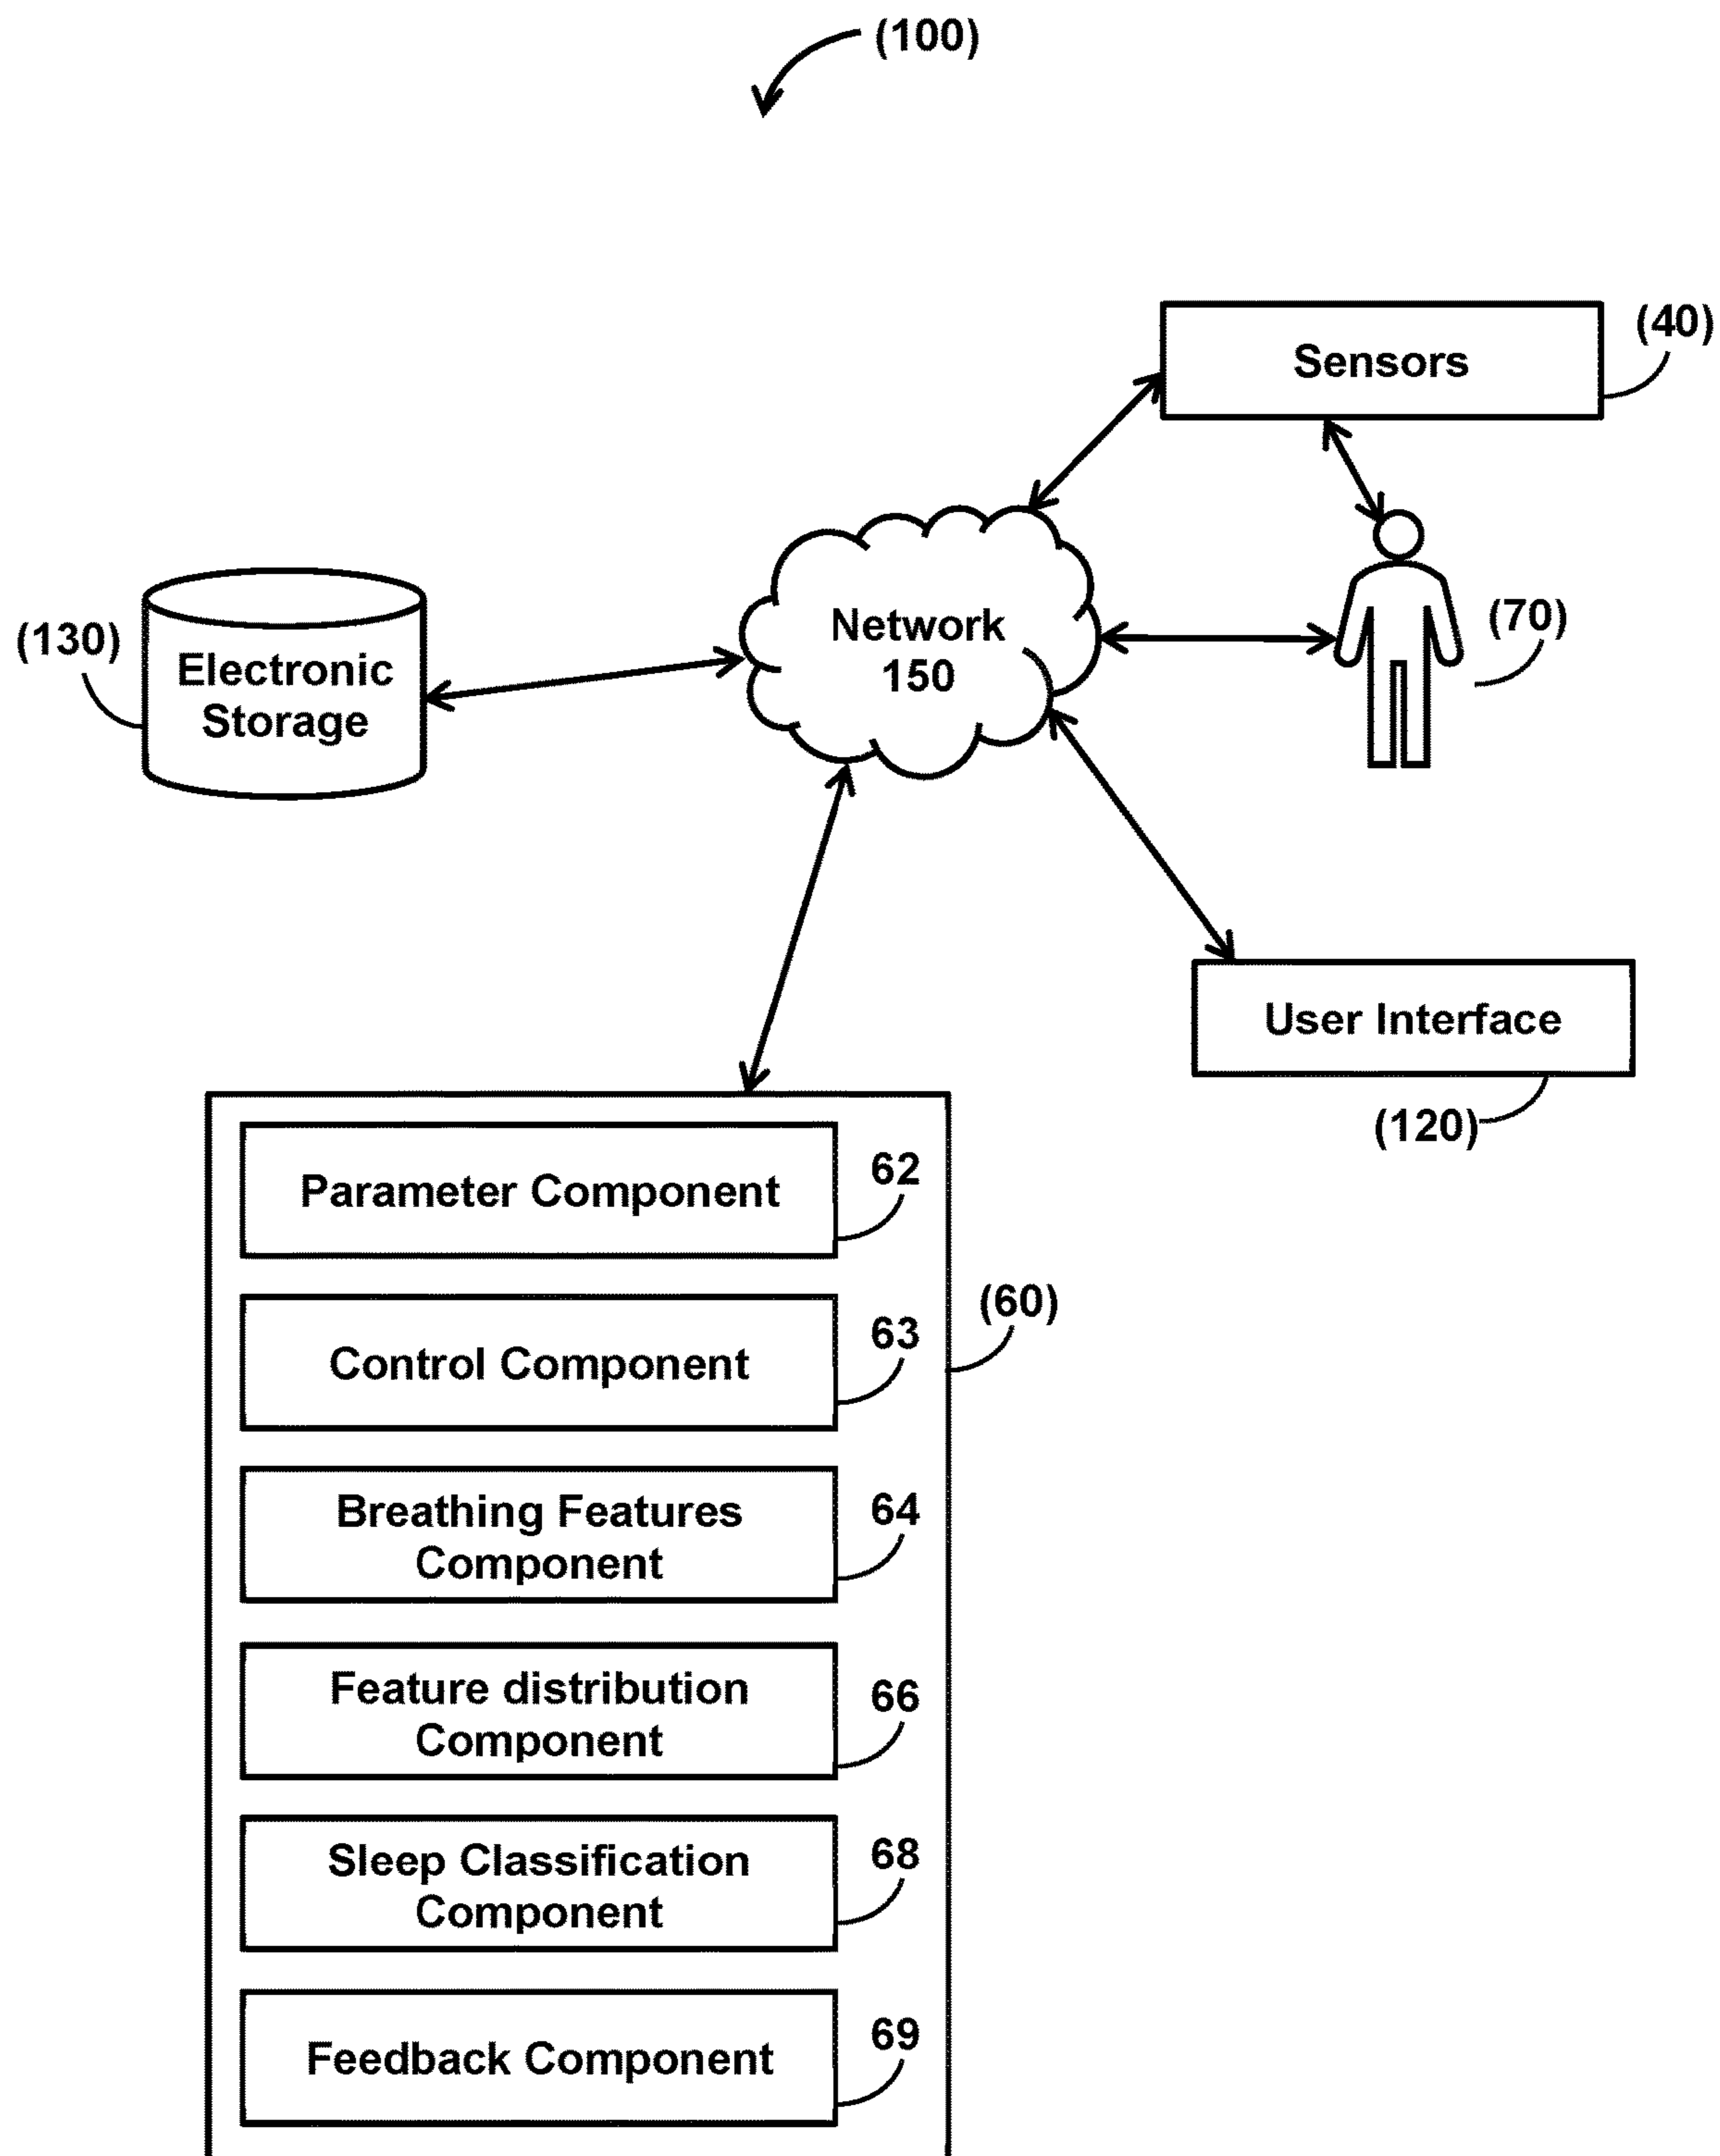 (100)
Sensors
(40)
Network
150
(70)
(130)
Electronic
Storage
User Interface
(120)
Parameter Component
62
Control Component
63
(60)
Breathing Features
Component
64
Feature distribution
Component
66
Sleep Classification
Component
68
Feedback Component
69